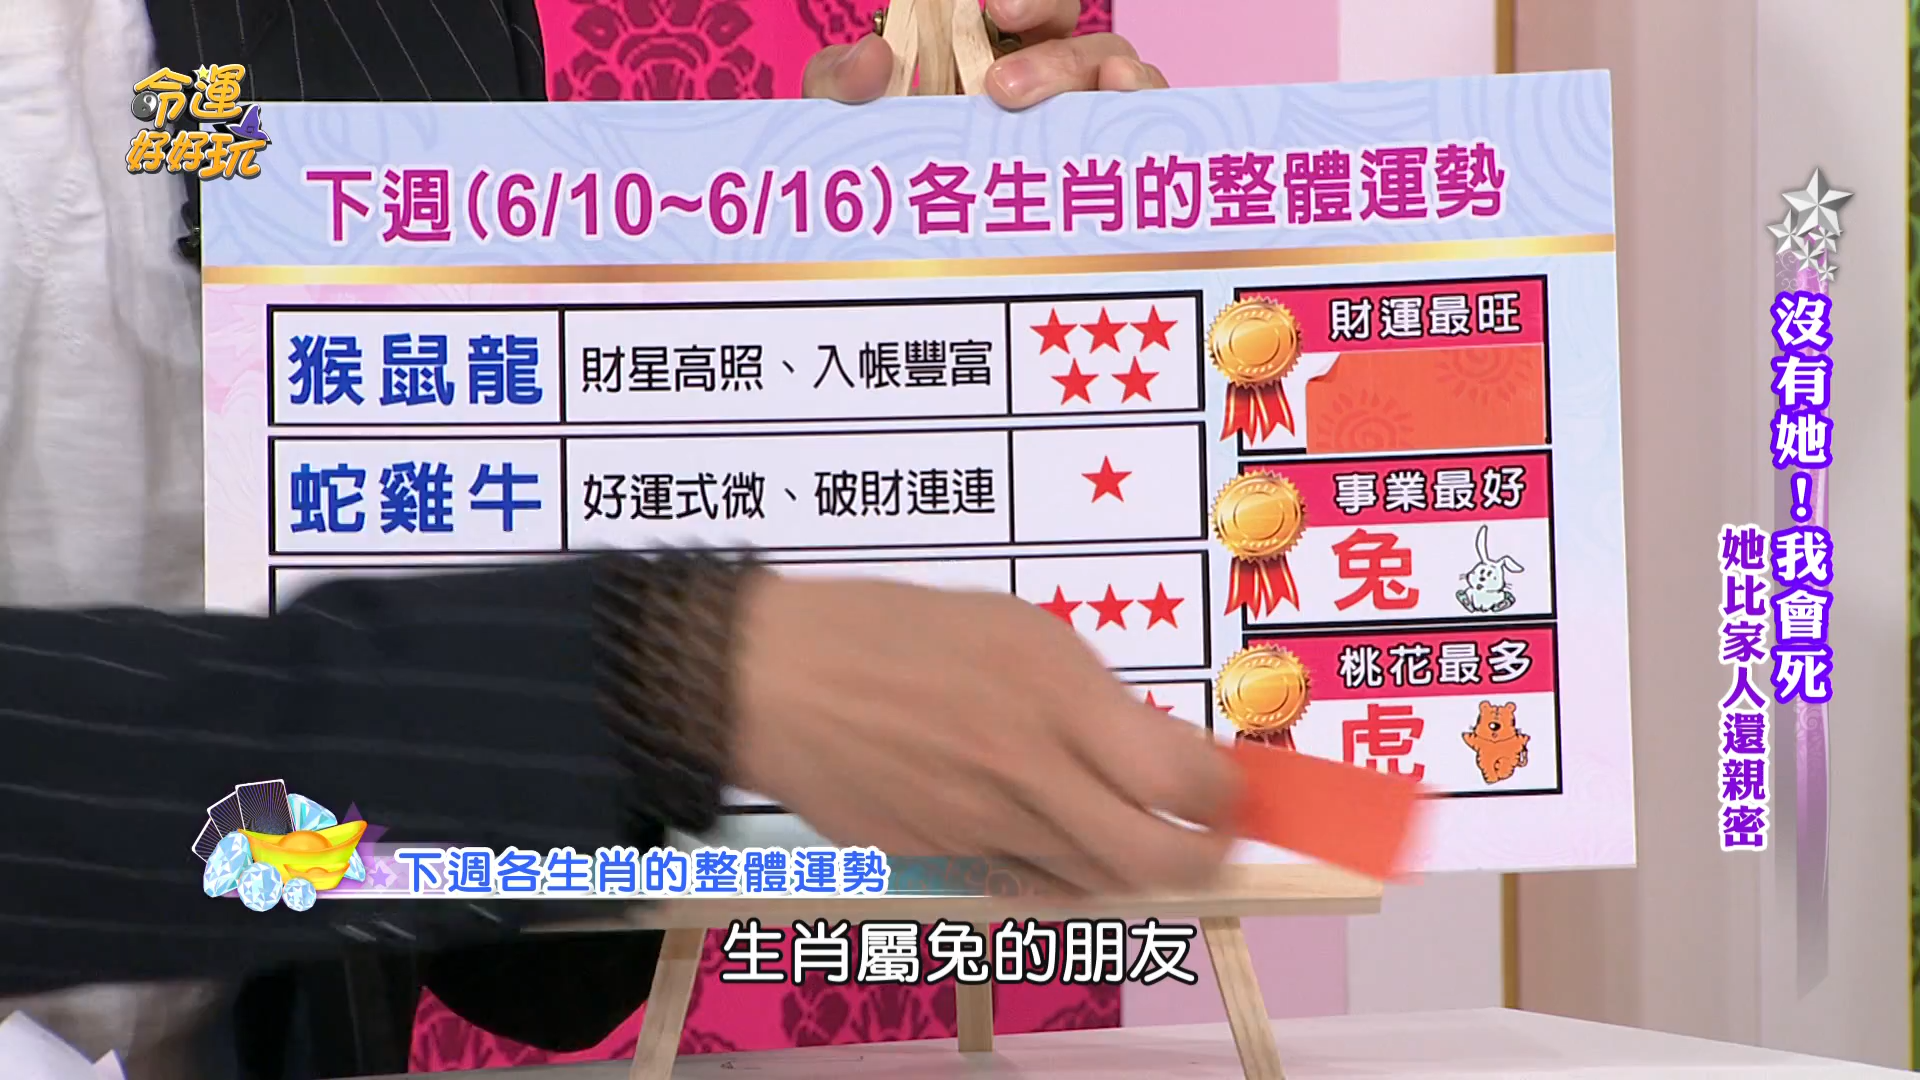 命運
好好玩
下週(6/10~6/16)各生肖的整體運勢
猴鼠龍
財星高照、入帳豐富
★★★
★★
蛇雞牛
好運式微、破財連連
★
★★★
財運最旺
事業最好
兔
桃花最多
虎
沒有她！我會死
她比家人還親密
下週各生肖的整體運勢
生肖屬兔的朋友